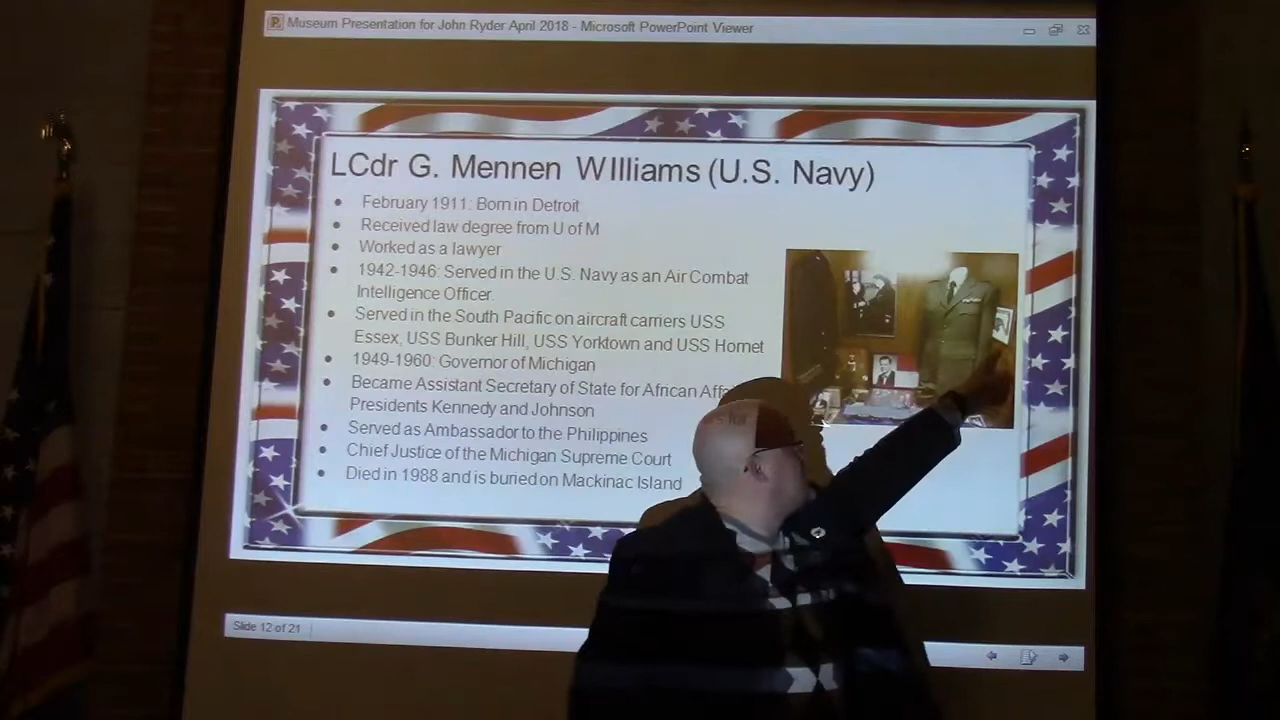 Museum Presentation for John Ryder April 2018 - Microsoft PowerPoint Viewer
LCdr G. Mennen WIlliams (U.S. Navy)
February 1911: Born in Detroit
Received law degree from U of M
Worked as a lawyer
1942-1946: Served in the U.S. Navy as an Air Combat
Intelligence Officer.
Served in the South Pacific on aircraft carriers USS
Essex, USS Bunker Hill, USS Yorktown and USS Hornet
1949-1960: Governor of Michigan
Became Assistant Secretary of State for African
Presidents Kennedy and Johnson
Served as Ambassador to the Philippines
Chief Justice of the Michigan Supreme Court
Died in 1988 and is buried on Mackinac Island
Slide 12 of 21